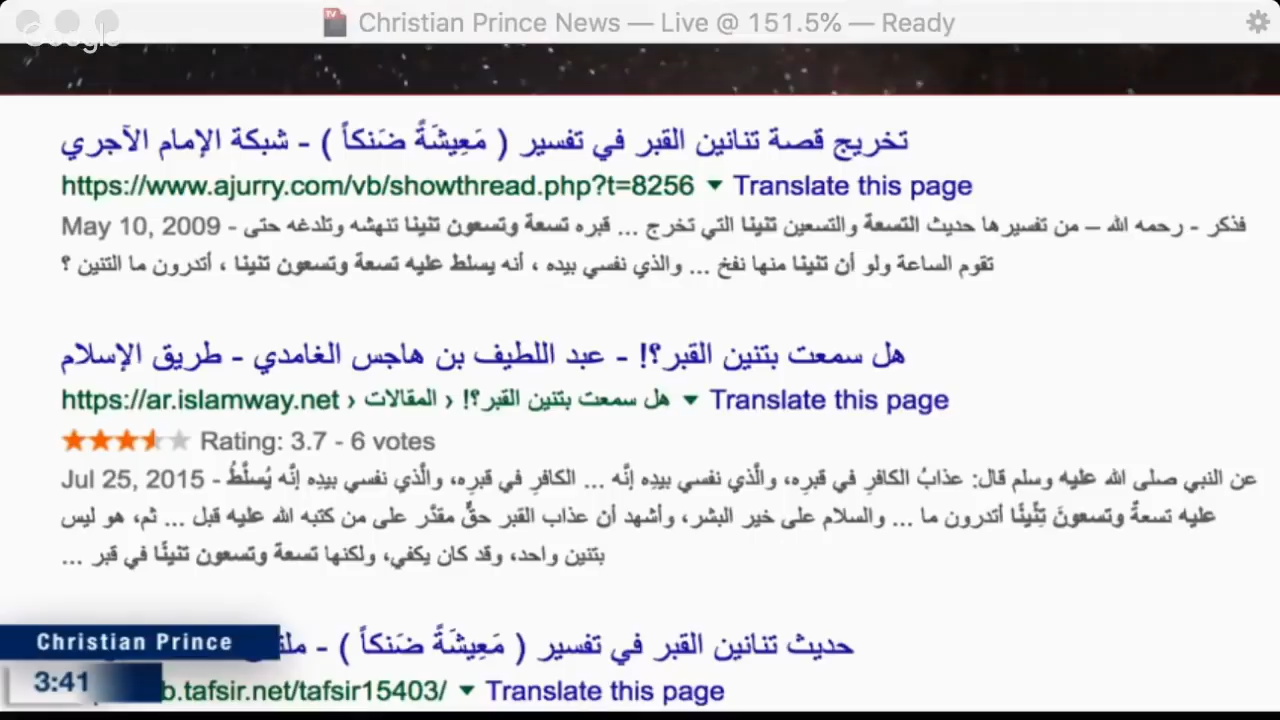 Christian Prince News — Live @ 151.5% — Ready
Google
تخريج قصة تنانين القبر في تفسير ( مَعِيشَةً ضَنكاً ) - شبكة الإمام الآجري
https://www.ajurry.com/vb/showthread.php?t=8256 ▼ Translate this page
May 10, 2009 - فذكر - رحمه الله – من تفسيرها حديث التسعة والتسعين تنينا التي تخرج ... قبره تسعة وتسعون تنينا تنهشه وتلدغه حتى
تقوم الساعة ولو أن تنينا منها نفخ ... والذي نفسي بيده ، أنه يسلط عليه تسعة وتسعون تنينا ، أتدرون ما التنين ؟
هل سمعت بتنين القبر؟! - عبد اللطيف بن هاجس الغامدي - طريق الإسلام
https://ar.islamway.net › المقالات › هل سمعت بتنين القبر؟! ▼ Translate this page
Rating: 3.7 - 6 votes
Jul 25, 2015 - عن النبي صلى الله عليه وسلم قال: عذابُ الكافرِ في قبرِه، والَّذي نفسي بيدِه إنَّه ... الكافرِ في قبرِه، والَّذي نفسي بيدِه إنَّه يُسلَّطُ
عليه تسعةٌ وتسعونَ تِنِّينًا أتدرون ما ... والسلام على خير البشر، وأشهد أن عذاب القبر حقٌّ مقدَّر على من كتبه الله عليه قبل ... ثم، هو ليس
بتنين واحد، وقد كان يكفي، ولكنها تسعة وتسعون تنينًا في قبر ...
حديث تنانين القبر في تفسير ( مَعِيشَةً ضَنكاً ) -
b.tafsir.net/tafsir15403/ ▼ Translate this page
Christian Prince
3:41